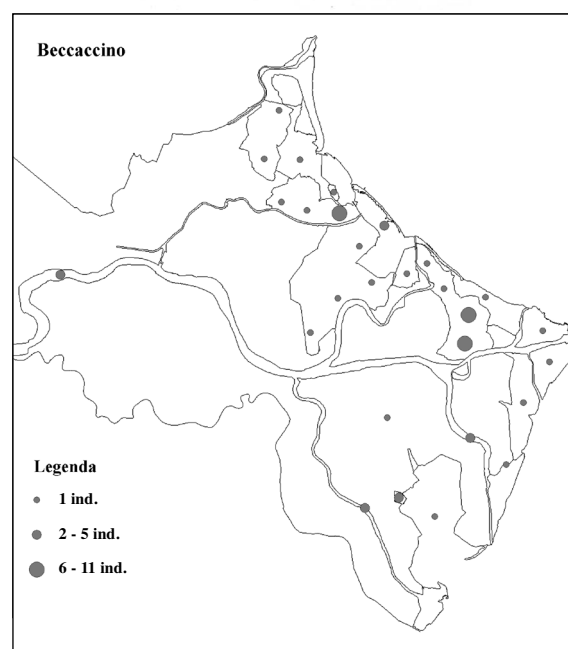 Beccaccino
Legenda
1 ind.
2 - 5 ind.
6 - 11 ind.